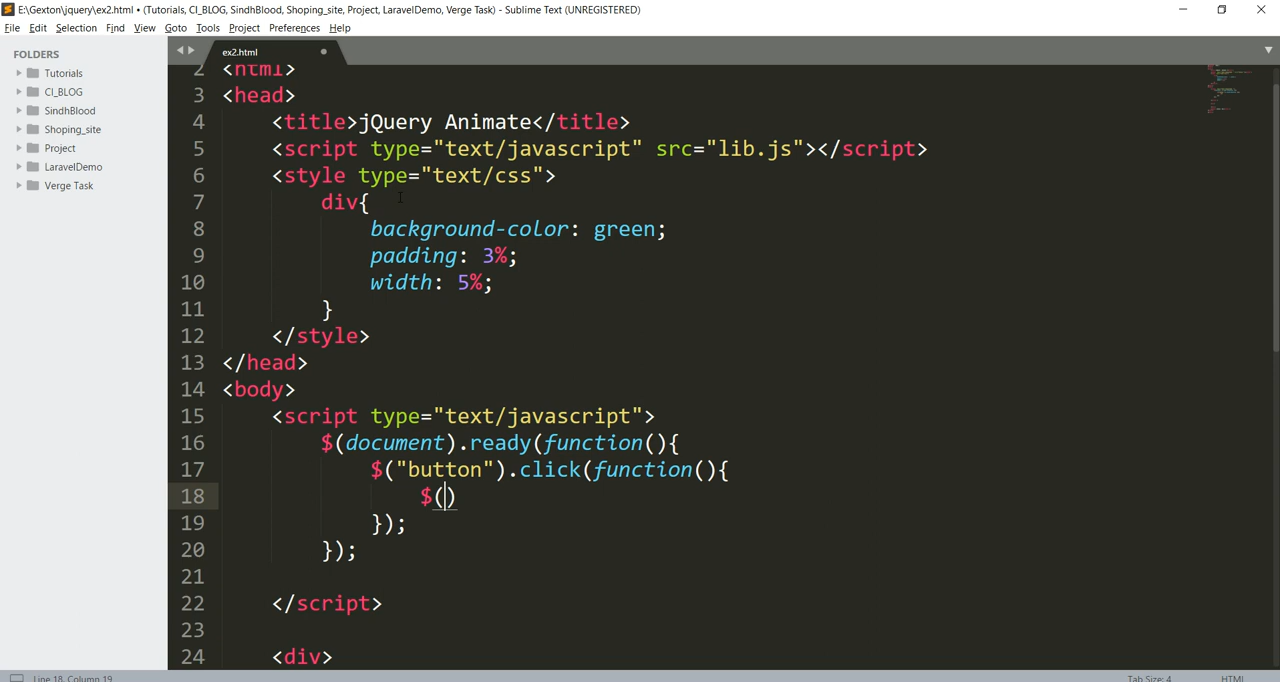 E:\Gexton\jquery\ex2.html • (Tutorials, CI_BLOG, SindhBlood, Shoping_site, Project, LaravelDemo, Verge Task) - Sublime Text (UNREGISTERED)
File Edit Selection Find View Goto Tools Project Preferences Help
FOLDERS
Tutorials
CI_BLOG
SindhBlood
Shoping_site
Project
LaravelDemo
Verge Task
ex2.html
2 <html>
3 <head>
4 <title>jQuery Animate</title>
5 <script type="text/javascript" src="lib.js"></script>
6 <style type="text/css">
7 div{
8 background-color: green;
9 padding: 3%;
10 width: 5%;
11 }
12 </style>
13 </head>
14 <body>
15 <script type="text/javascript">
16 $(document).ready(function(){
17 $("button").click(function(){
18 $()
19 });
20 });
21
22 </script>
23
24 <div>
Line 18, Column 19 Tab Size: 4 HTML